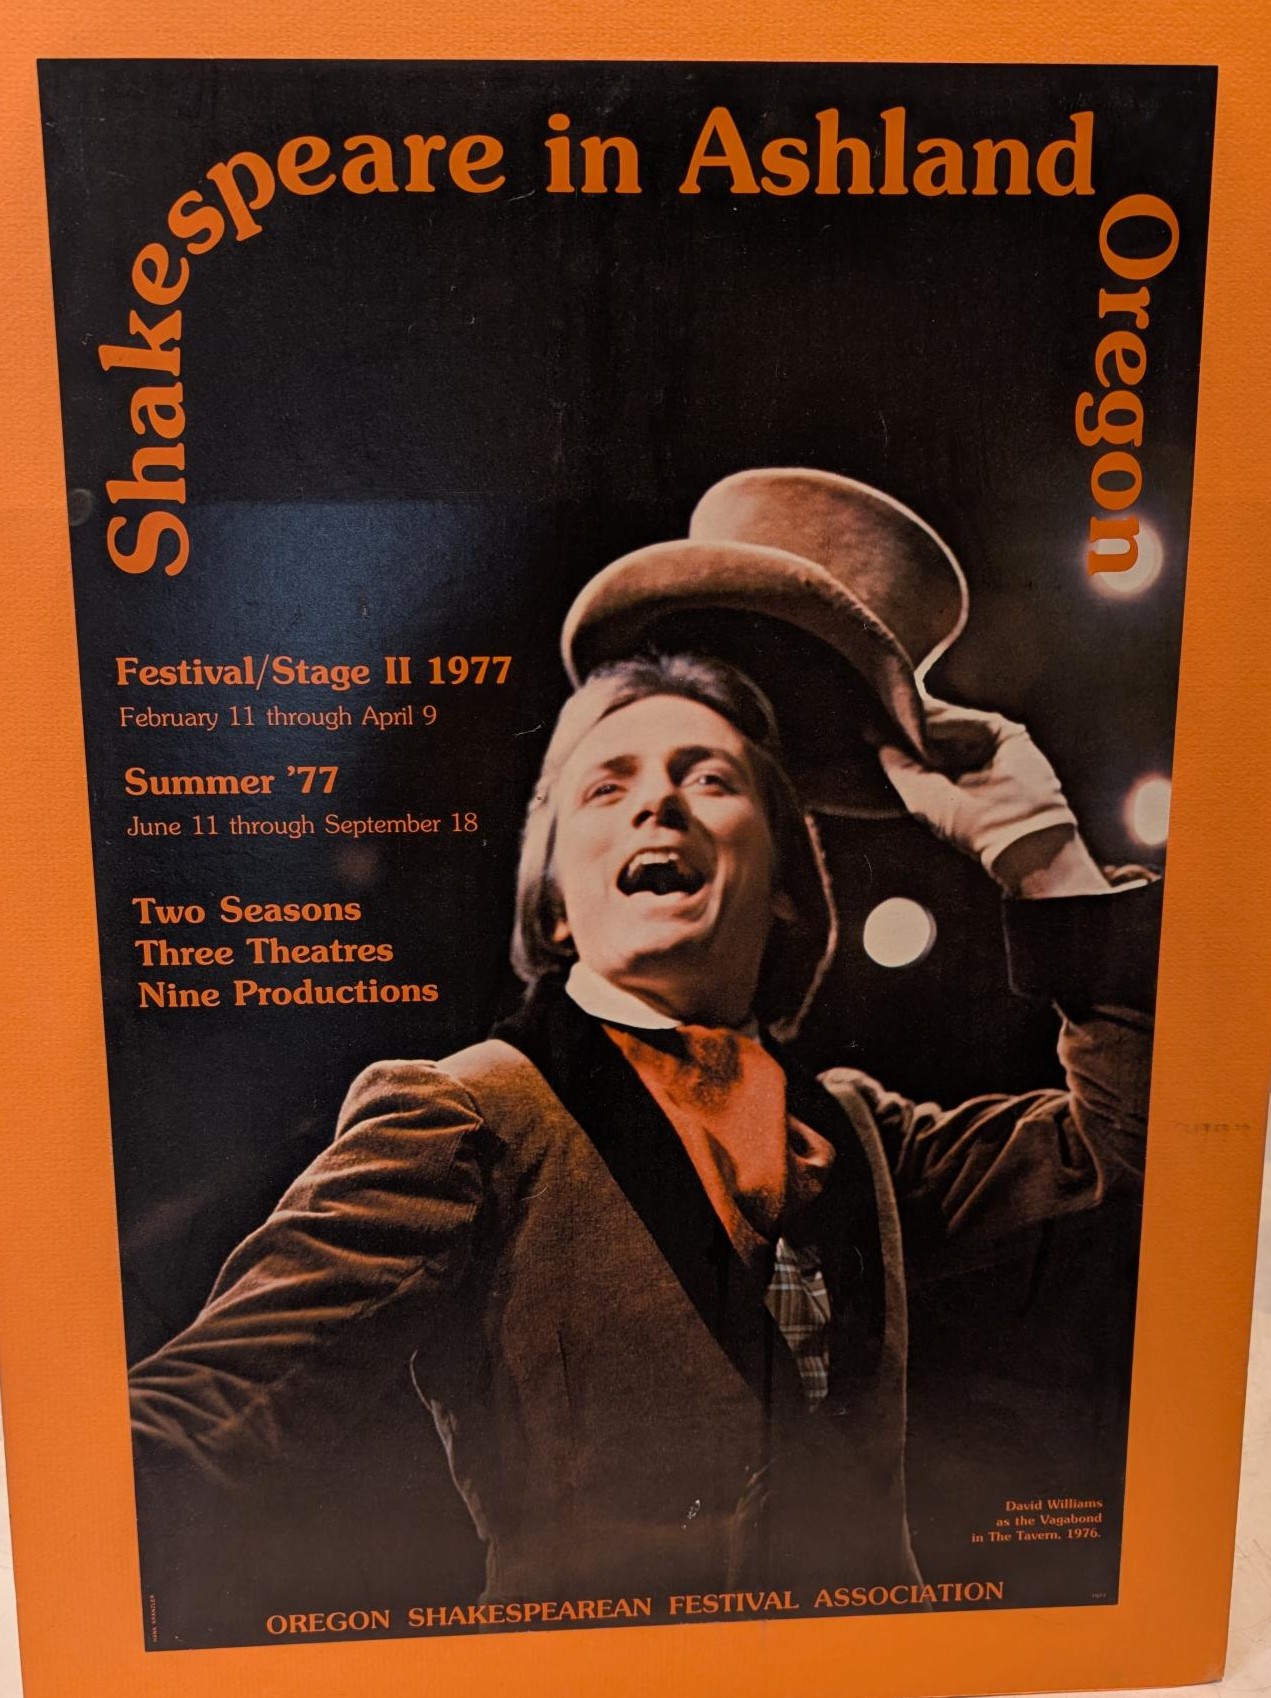 Shakespeare in Ashland Oregon
Festival/Stage II 1977
February 11 through April 9
Summer '77
June 11 through September 18
Two Seasons
Three Theatres
Nine Productions
David Williams
as the Vagabond
in The Tavern, 1976.
OREGON SHAKESPEAREAN FESTIVAL ASSOCIATION
HANK KRANZLER